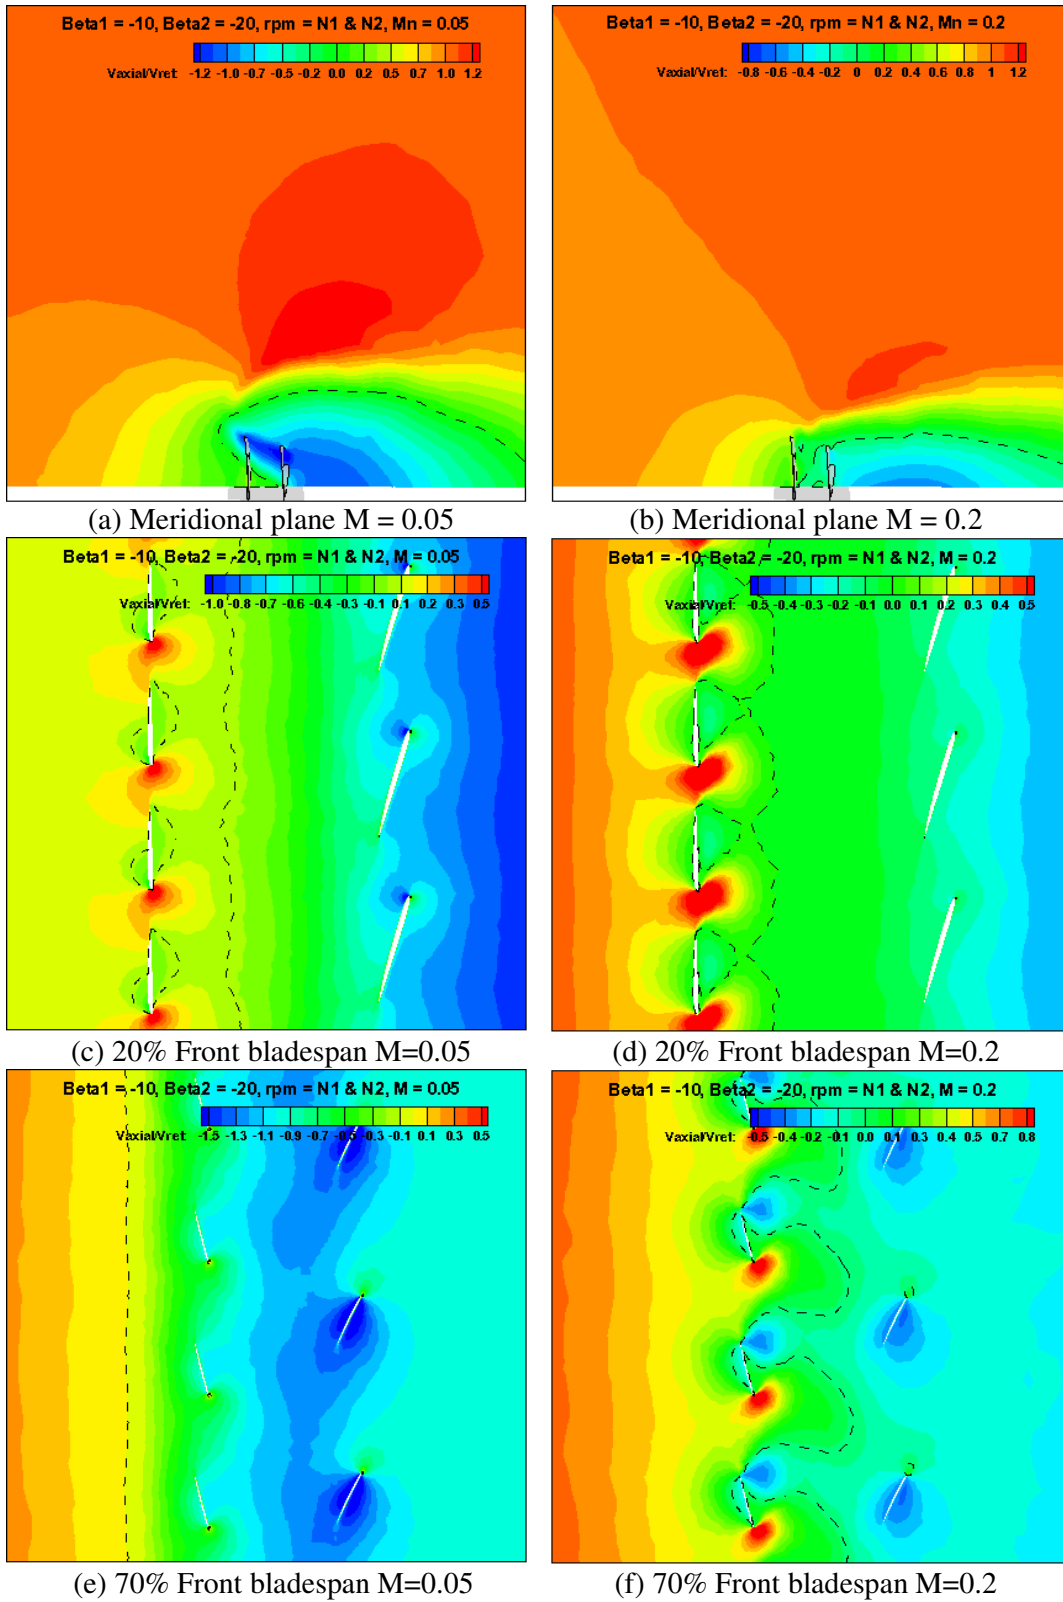 Beta1 = -10, Beta2 = -20, rpm = N1 & N2, Mn = 0.05
Vaxial/Vref: -1.2 -1.0 -0.7 -0.5 -0.2 0.0 0.2 0.5 0.7 1.0 1.2
Beta1 = -10, Beta2 = -20, rpm = N1 & N2, Mn = 0.2
Vaxial/Vref: -0.8 -0.6 -0.4 -0.2 0 0.2 0.4 0.6 0.8 1 1.2
(a) Meridional plane M = 0.05
(b) Meridional plane M = 0.2
Beta1 = -10, Beta2 = -20, rpm = N1 & N2, M = 0.05
Vaxial/Vref: -1.0 -0.8 -0.7 -0.6 -0.4 -0.3 -0.1 0.0 0.2 0.3 0.5
Beta1 = -10, Beta2 = -20, rpm = N1 & N2, M = 0.2
Vaxial/Vref: -0.5 -0.4 -0.3 -0.2 -0.1 0.0 0.1 0.2 0.3 0.4 0.5
(c) 20% Front bladespan M=0.05
(d) 20% Front bladespan M=0.2
Beta1 = -10, Beta2 = -20, rpm = N1 & N2, M = 0.05
Vaxial/Vref: -1.5 -1.3 -1.1 -0.9 -0.7 -0.5 -0.3 -0.1 0.1 0.3 0.5
Beta1 = -10, Beta2 = -20, rpm = N1 & N2, M = 0.2
Vaxial/Vref: -0.5 -0.4 -0.2 -0.1 0.0 0.1 0.3 0.4 0.5 0.7 0.8
(e) 70% Front bladespan M=0.05
(f) 70% Front bladespan M=0.2